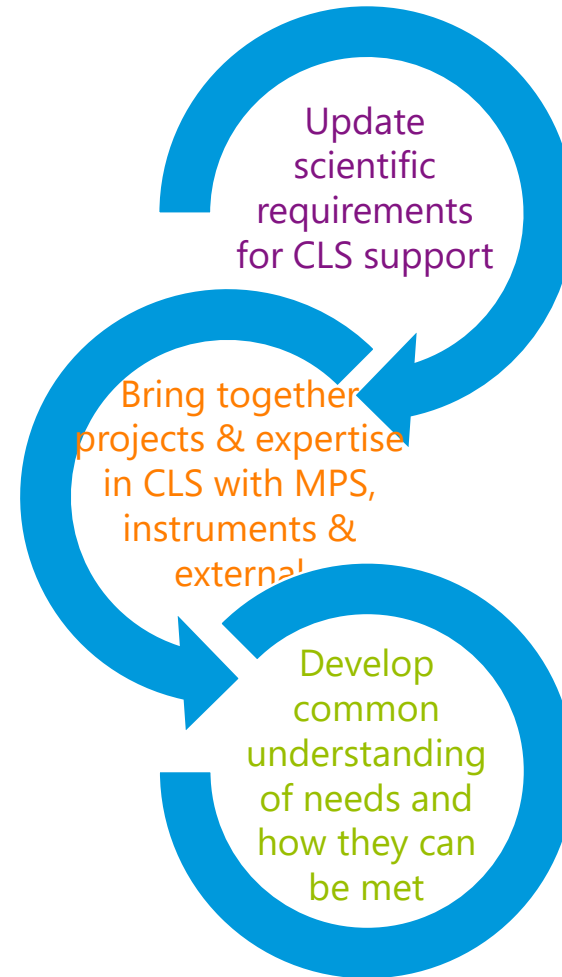 Update
scientific
requirements
for CLS support
Bring together
projects & expertise
in CLS with MPS,
instruments &
external
Develop
common
understanding
of needs and
how they can
be met